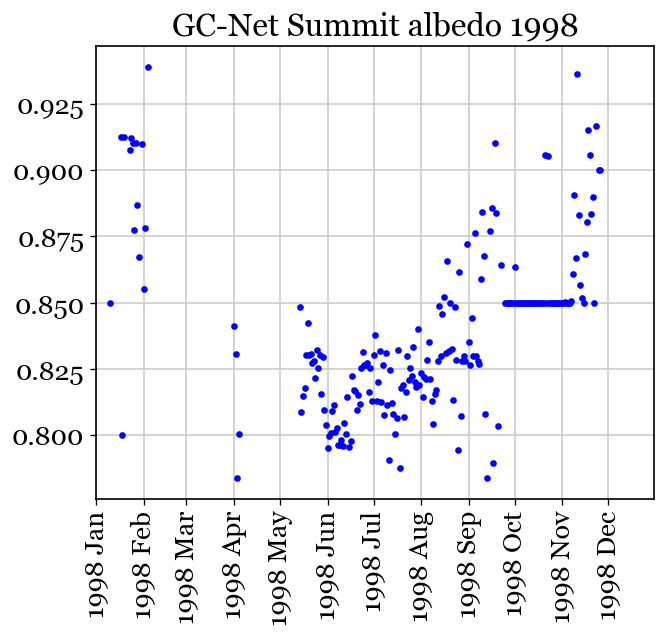 GC-Net Summit albedo 1998
0.925
0.900
0.875
0.850
0.825
0.800
1998 Jan
1998 Feb
1998 Mar
1998 Apr
1998 May
1998 Jun
1998 Jul
1998 Aug
1998 Sep
1998 Oct
1998 Nov
1998 Dec